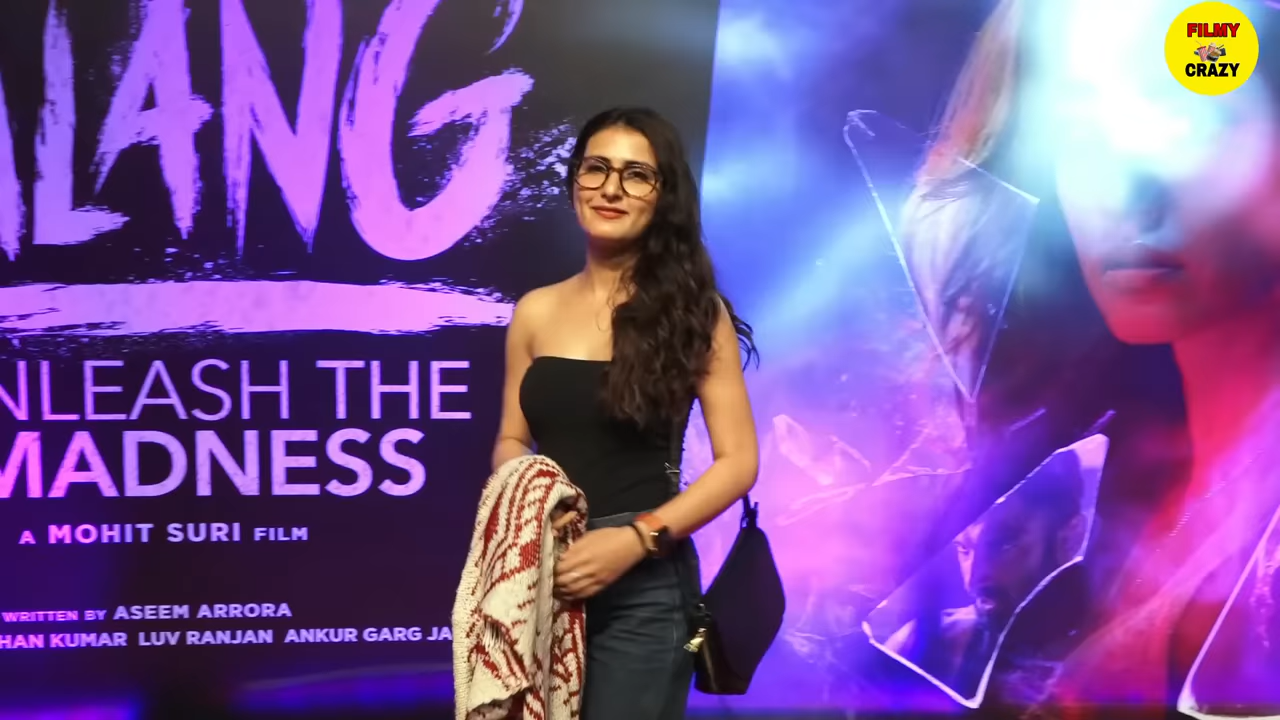 LANG
UNLEASH THE
MADNESS
A MOHIT SURI FILM
WRITTEN BY ASEEM ARRORA
HAN KUMAR LUV RANJAN ANKUR GARG JA
FILMY
CRAZY